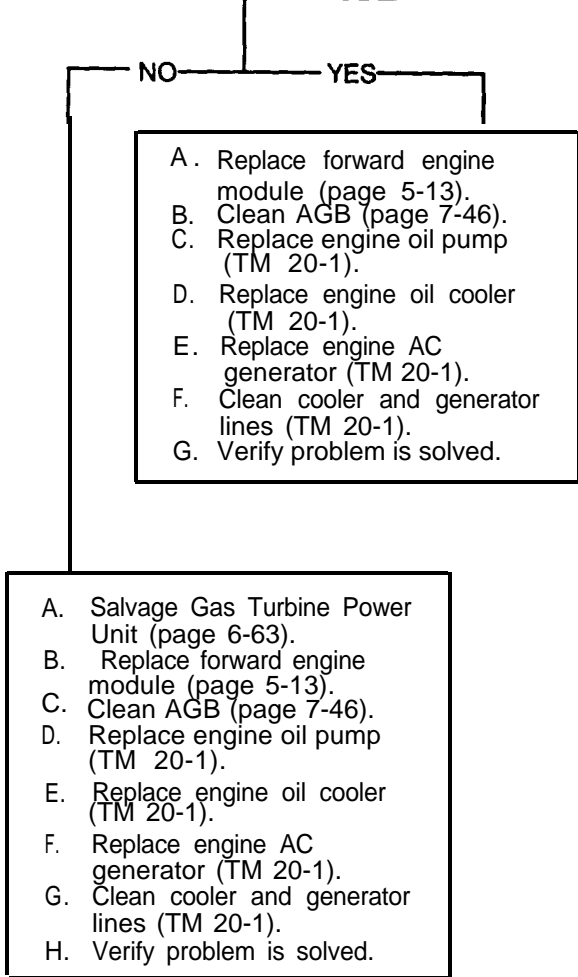 NO YES
A. Replace forward engine
module (page 5-13).
B. Clean AGB (page 7-46).
C. Replace engine oil pump
(TM 20-1).
D. Replace engine oil cooler
(TM 20-1).
E. Replace engine AC
generator (TM 20-1).
F. Clean cooler and generator
lines (TM 20-1).
G. Verify problem is solved.
A. Salvage Gas Turbine Power
Unit (page 6-63).
B. Replace forward engine
module (page 5-13).
C. Clean AGB (page 7-46).
D. Replace engine oil pump
(TM 20-1).
E. Replace engine oil cooler
(TM 20-1).
F. Replace engine AC
generator (TM 20-1).
G. Clean cooler and generator
lines (TM 20-1).
H. Verify problem is solved.